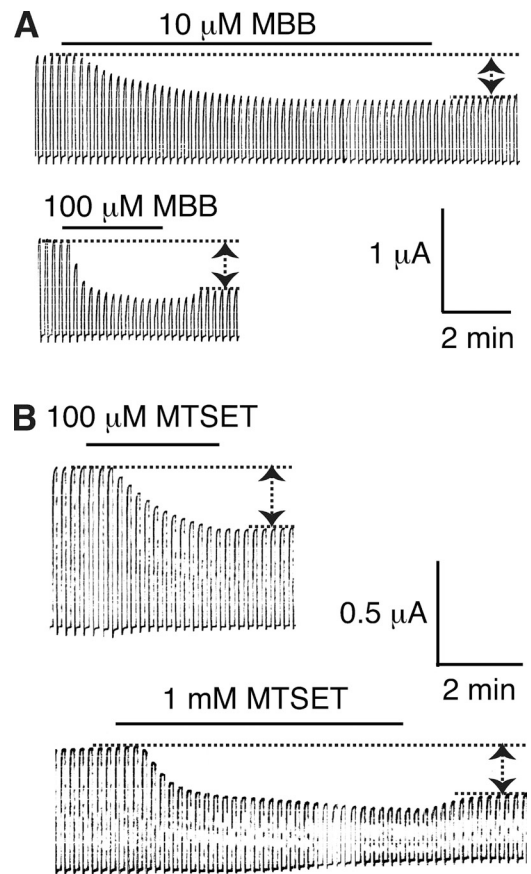 A
10 μM MBB
100 μM MBB
1 μA
2 min
B
100 μM MTSET
0.5 μA
2 min
1 mM MTSET